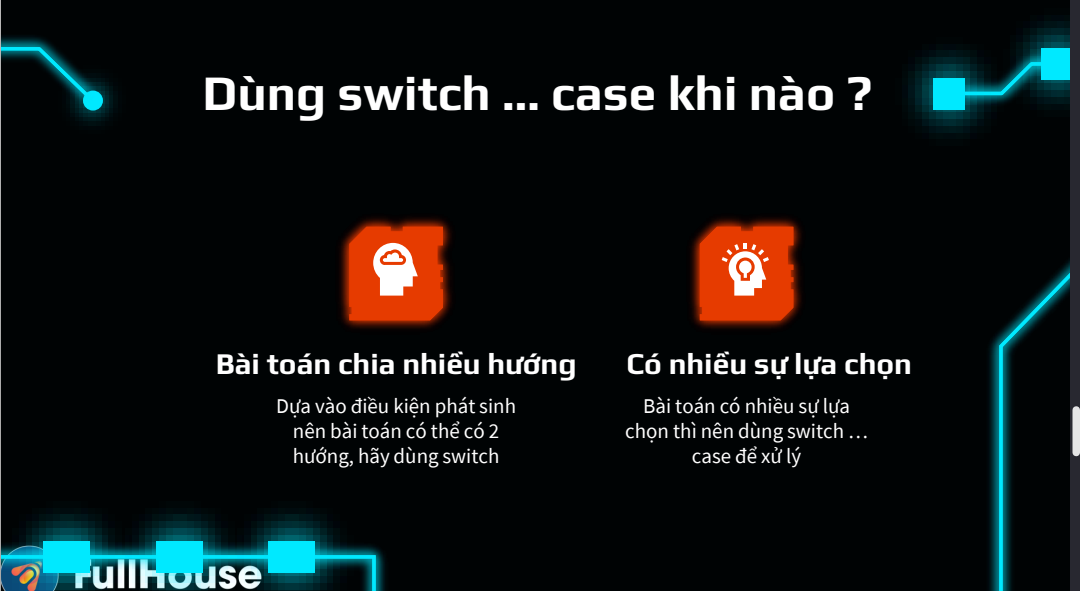 Dùng switch ... case khi nào ?
Bài toán chia nhiều hướng
Dựa vào điều kiện phát sinh
nên bài toán có thể có 2
hướng, hãy dùng switch
Có nhiều sự lựa chọn
Bài toán có nhiều sự lựa
chọn thì nên dùng switch …
case để xử lý
FullHouse